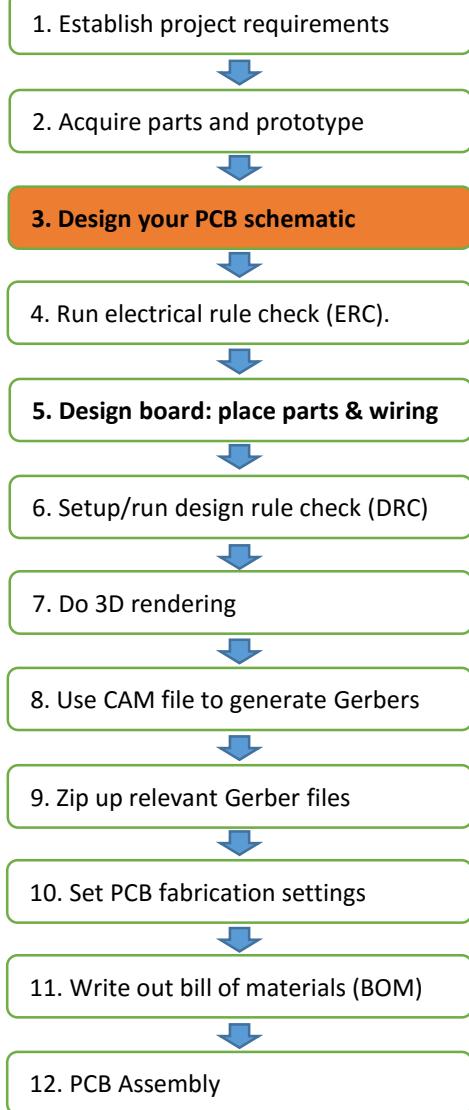 1. Establish project requirements
2. Acquire parts and prototype
3. Design your PCB schematic
4. Run electrical rule check (ERC).
5. Design board: place parts & wiring
6. Setup/run design rule check (DRC)
7. Do 3D rendering
8. Use CAM file to generate Gerbers
9. Zip up relevant Gerber files
10. Set PCB fabrication settings
11. Write out bill of materials (BOM)
12. PCB Assembly